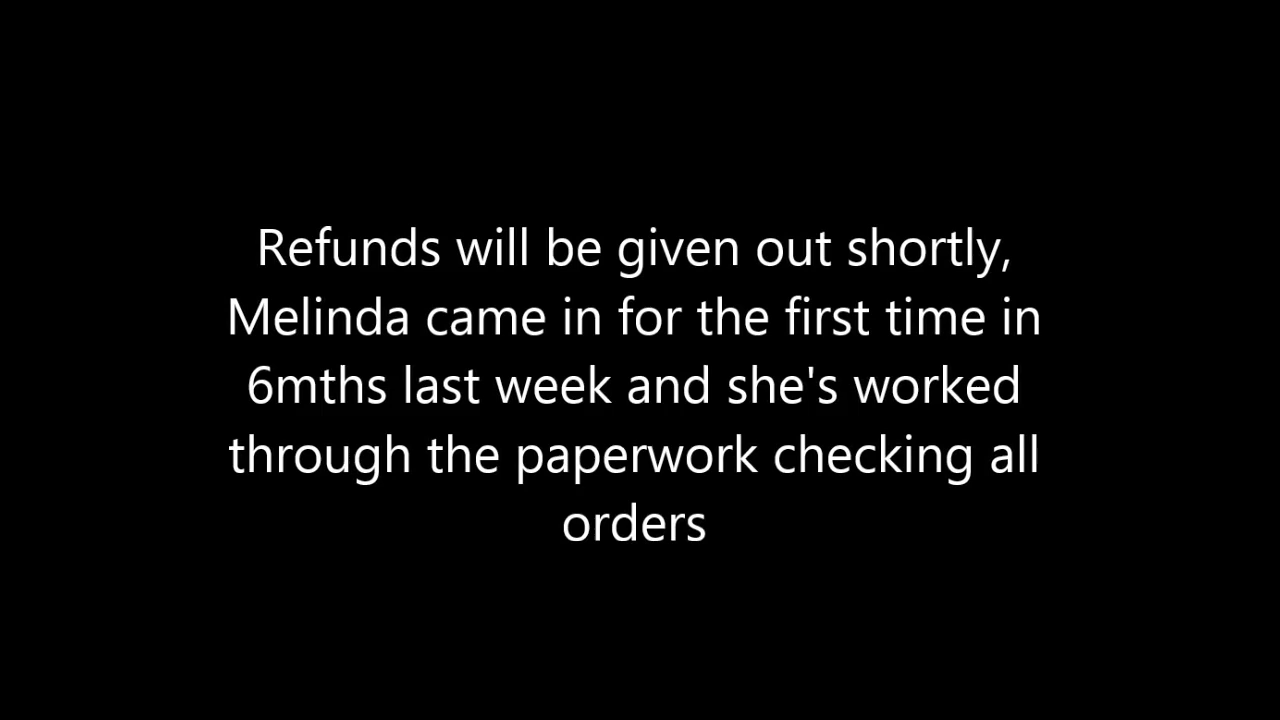 Refunds will be given out shortly,
Melinda came in for the first time in
6mths last week and she's worked
through the paperwork checking all
orders